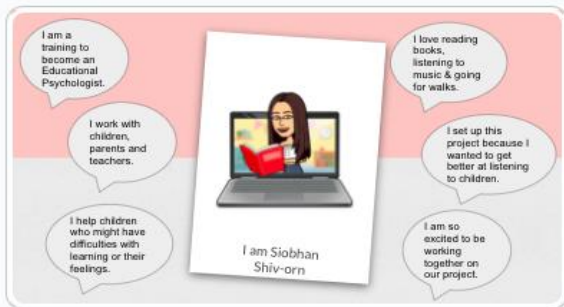 I am a
training to
become an
Educational
Psychologist.
I work with
children,
parents and
teachers.
I help children
who might have
difficulties with
learning or their
feelings.
I am Siobhan
Shiv-orn
I love reading
books,
listening to
music & going
for walks.
I set up this
project because I
wanted to get
better at listening
to children.
I am so
excited to be
working
together on
our project.